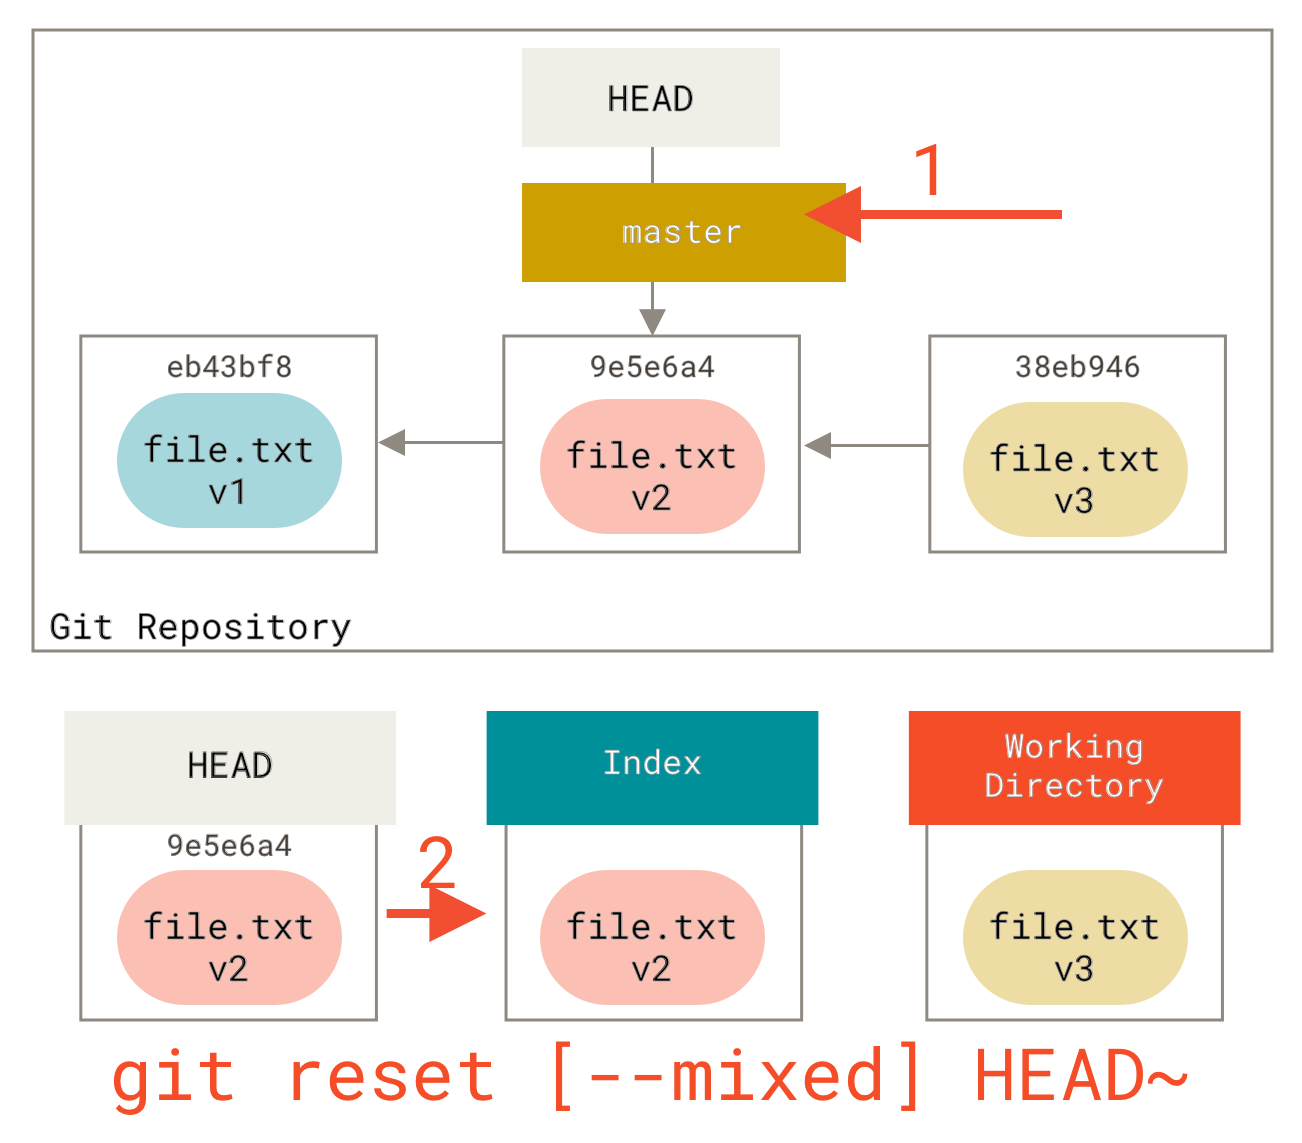 HEAD
1
master
eb43bf8
9e5e6a4
38eb946
file.txt
v1
file.txt
v2
file.txt
v3
Git Repository
HEAD
Index
Working
Directory
9e5e6a4
2
file.txt
v2
file.txt
v2
file.txt
v3
git reset [--mixed] HEAD~